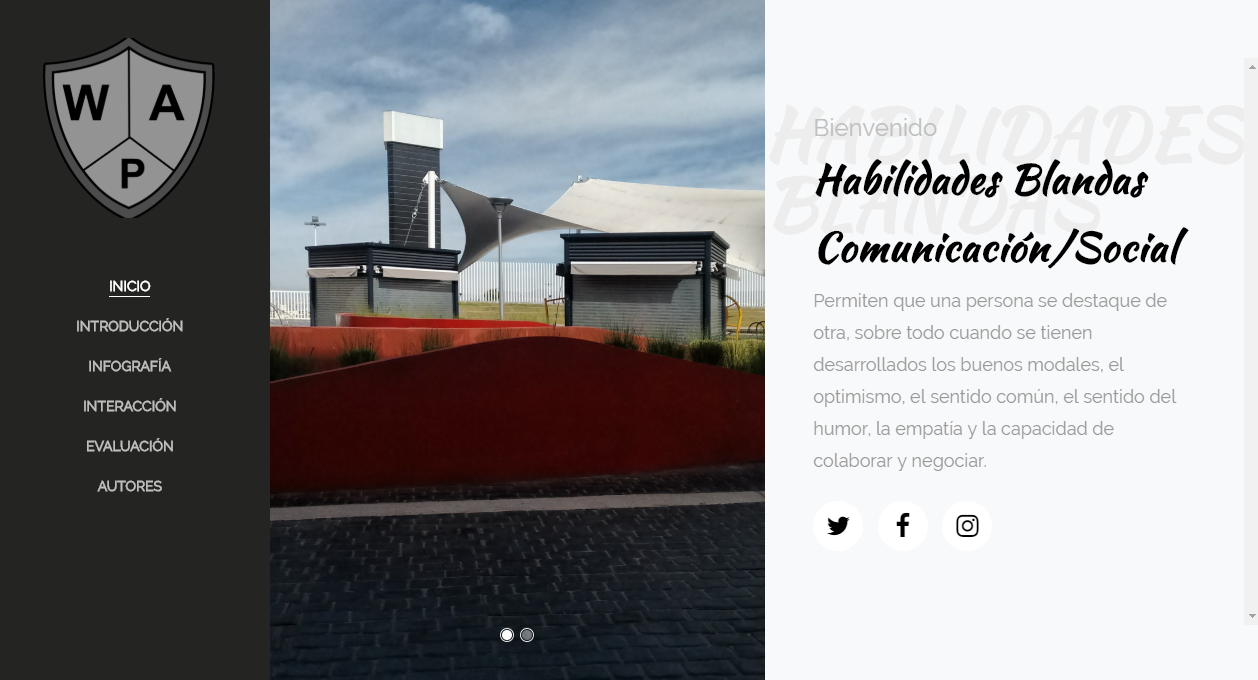 W A
P
INICIO
INTRODUCCIÓN
INFOGRAFÍA
INTERACCIÓN
EVALUACIÓN
AUTORES
HABILIDADES
BLANDAS
Bienvenido
Habilidades Blandas
Comunicación/Social
Permiten que una persona se destaque de
otra, sobre todo cuando se tienen
desarrollados los buenos modales, el
optimismo, el sentido común, el sentido del
humor, la empatía y la capacidad de
colaborar y negociar.